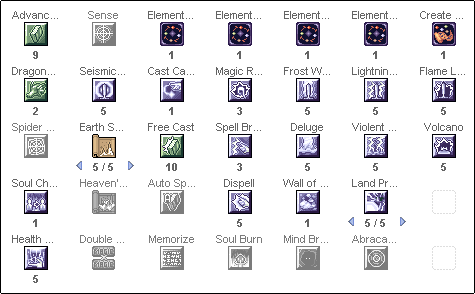 Advanc... Sense Element... Element... Element... Element... Create ...
9 1 1 1 1 1
Dragon... Seismic... Cast Ca... Magic R... Frost W... Lightnin... Flame L...
2 5 1 3 5 5 5
Spider ... Earth S... Free Cast Spell Br... Deluge Violent ... Volcano
5 / 5 10 3 5 5 5
Soul Ch... Heaven'... Auto Sp... Dispell Wall of ... Land Pr...
1 5 1 5 / 5
Health ... Double ... Memorize Soul Burn Mind Br... Abraca...
5